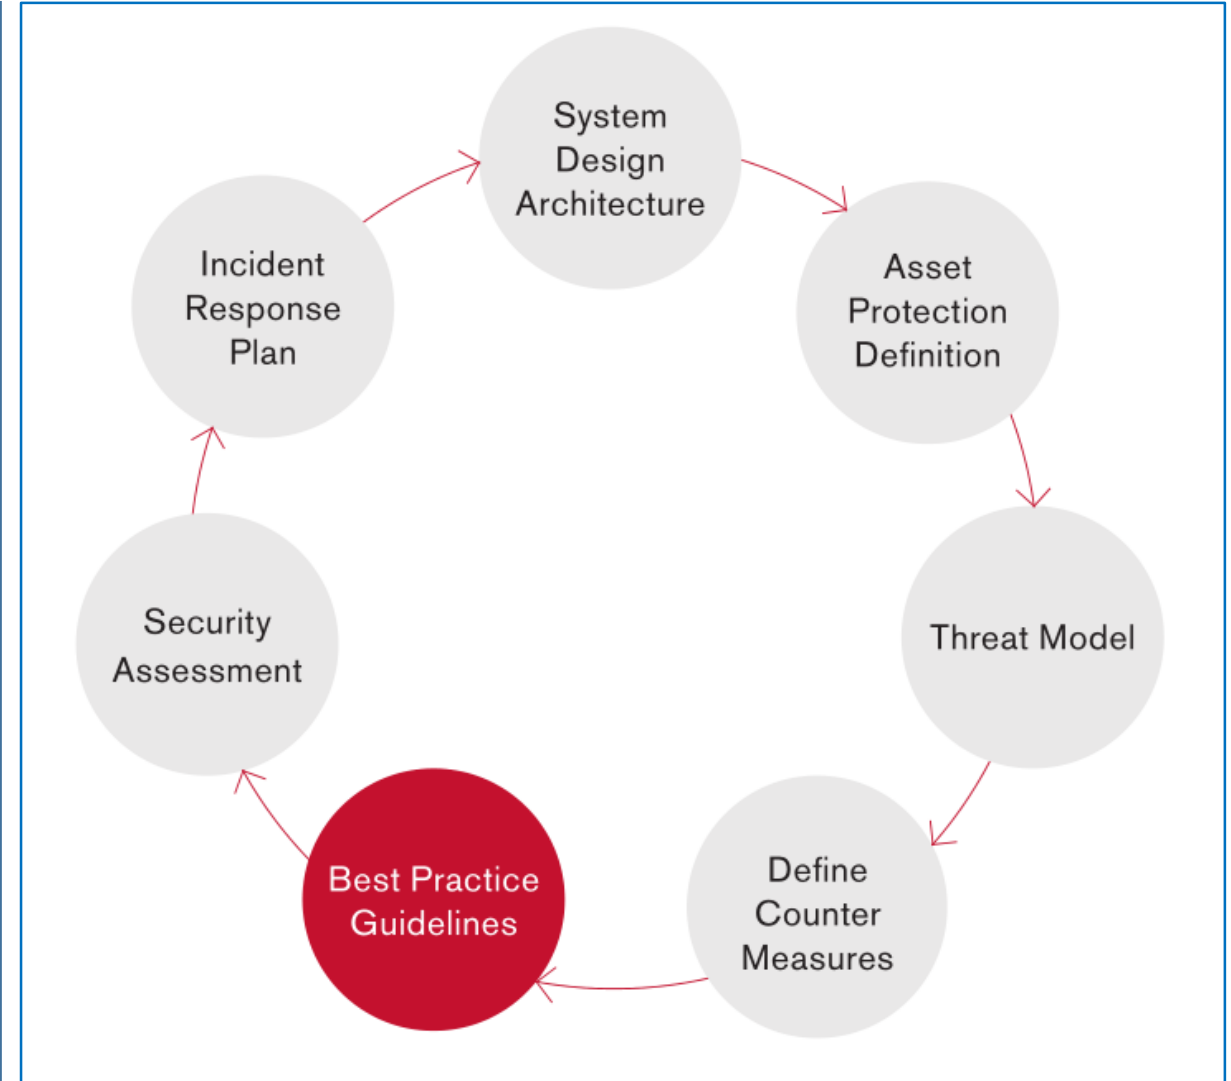 System
Design
Architecture
Asset
Protection
Definition
Threat Model
Define
Counter
Measures
Best Practice
Guidelines
Security
Assessment
Incident
Response
Plan